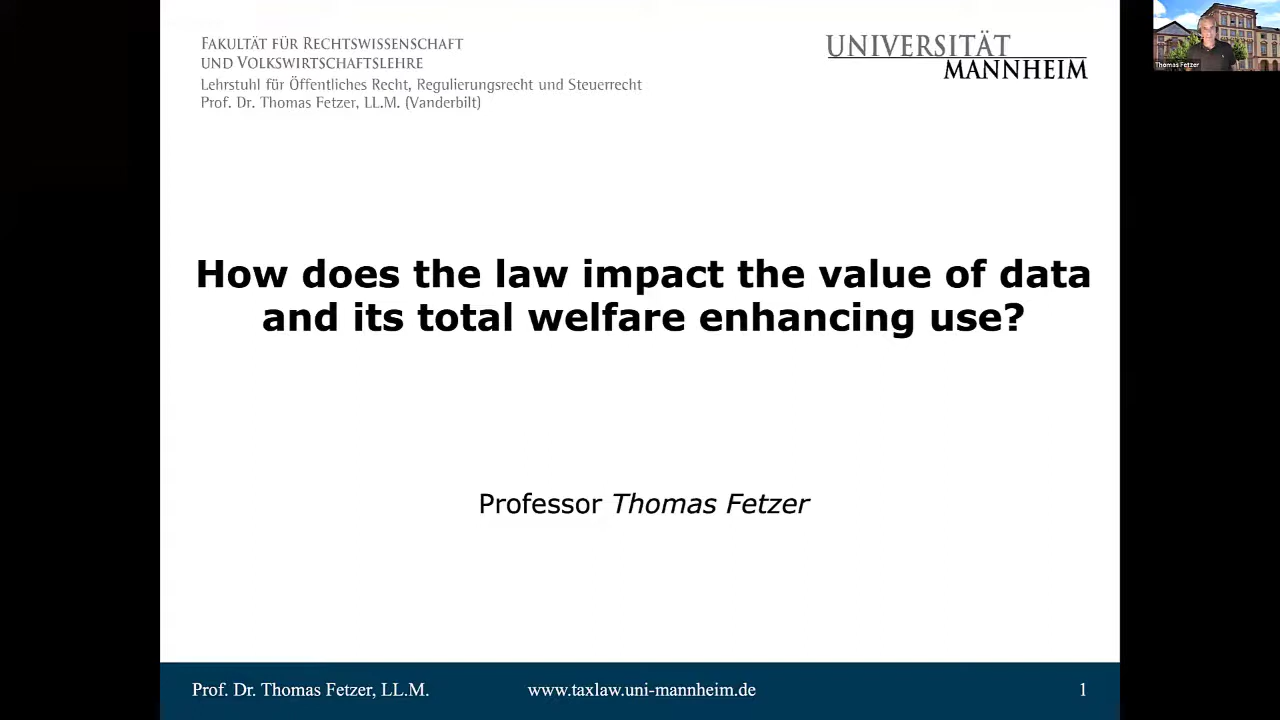 FAKULTÄT FÜR RECHTSWISSENSCHAFT
UND VOLKSWIRTSCHAFTSLEHRE
Lehrstuhl für Öffentliches Recht, Regulierungsrecht und Steuerrecht
Prof. Dr. Thomas Fetzer, LL.M. (Vanderbilt)
UNIVERSITÄT
MANNHEIM
Thomas Fetzer
How does the law impact the value of data
and its total welfare enhancing use?
Professor Thomas Fetzer
Prof. Dr. Thomas Fetzer, LL.M.
www.taxlaw.uni-mannheim.de
1